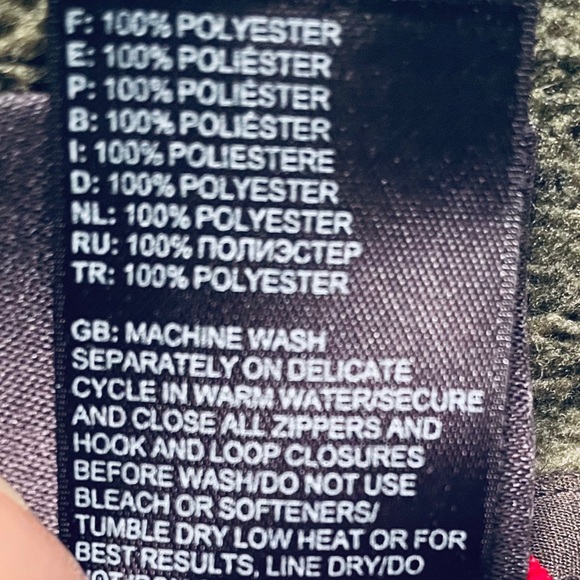 F: 100% POLYESTER
E: 100% POLIÉSTER
P: 100% POLIÉSTER
B: 100% POLIÉSTER
I: 100% POLIESTERE
D: 100% POLYESTER
NL: 100% POLYESTER
RU: 100% ПОЛИЭСТЕР
TR: 100% POLYESTER
GB: MACHINE WASH
SEPARATELY ON DELICATE
CYCLE IN WARM WATER/SECURE
AND CLOSE ALL ZIPPERS AND
HOOK AND LOOP CLOSURES
BEFORE WASH/DO NOT USE
BLEACH OR SOFTENERS/
TUMBLE DRY LOW HEAT OR FOR
BEST RESULTS, LINE DRY/DO